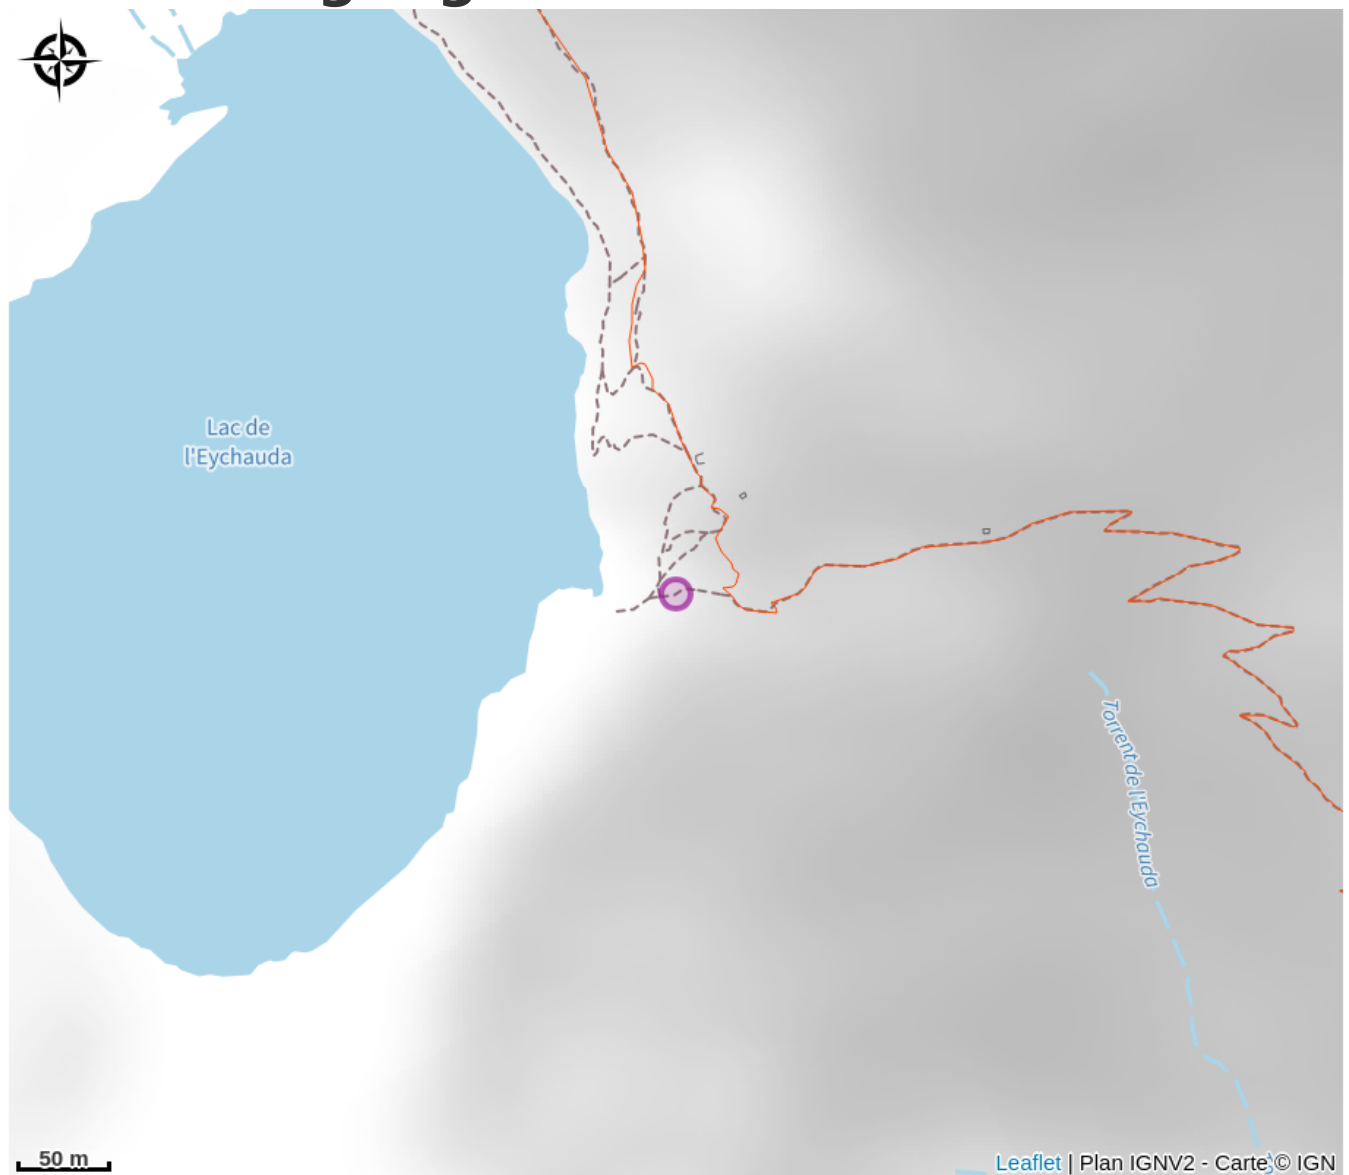 Lac de
l'Eychauda
Torrent de l'Eychauda
50 m
Leaflet | Plan IGNV2 - Carte © IGN